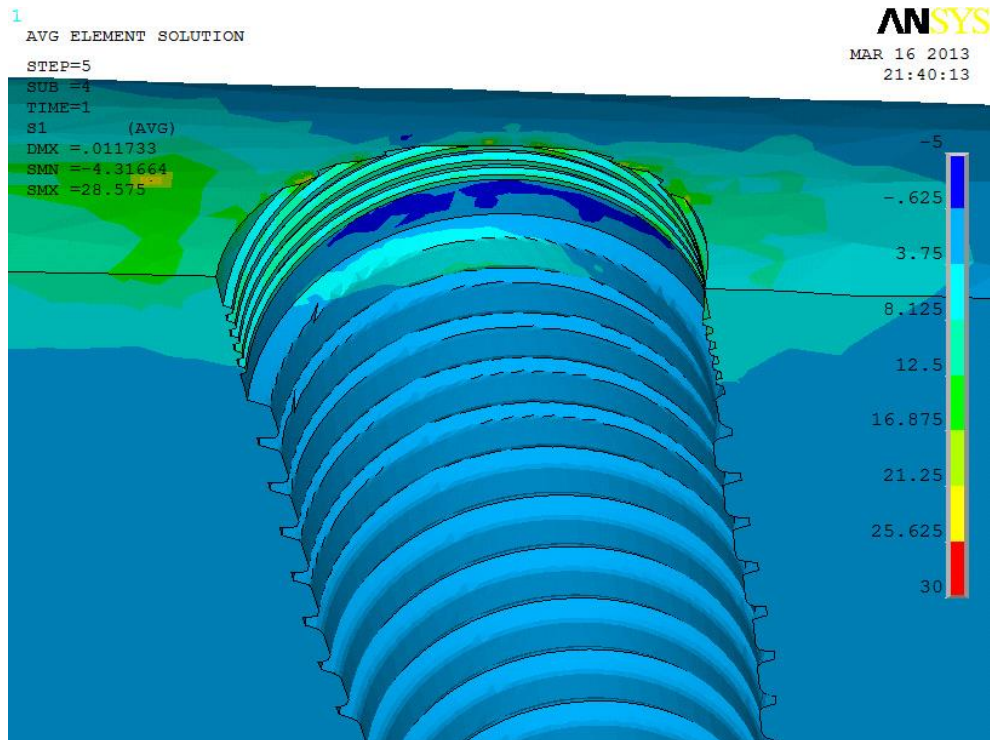 1
AVG ELEMENT SOLUTION
STEP=5
SUB =4
TIME=1
S1 (AVG)
DMX =.011733
SMN =-4.31664
SMX =28.575
ANSYS
MAR 16 2013
21:40:13
-5
-.625
3.75
8.125
12.5
16.875
21.25
25.625
30